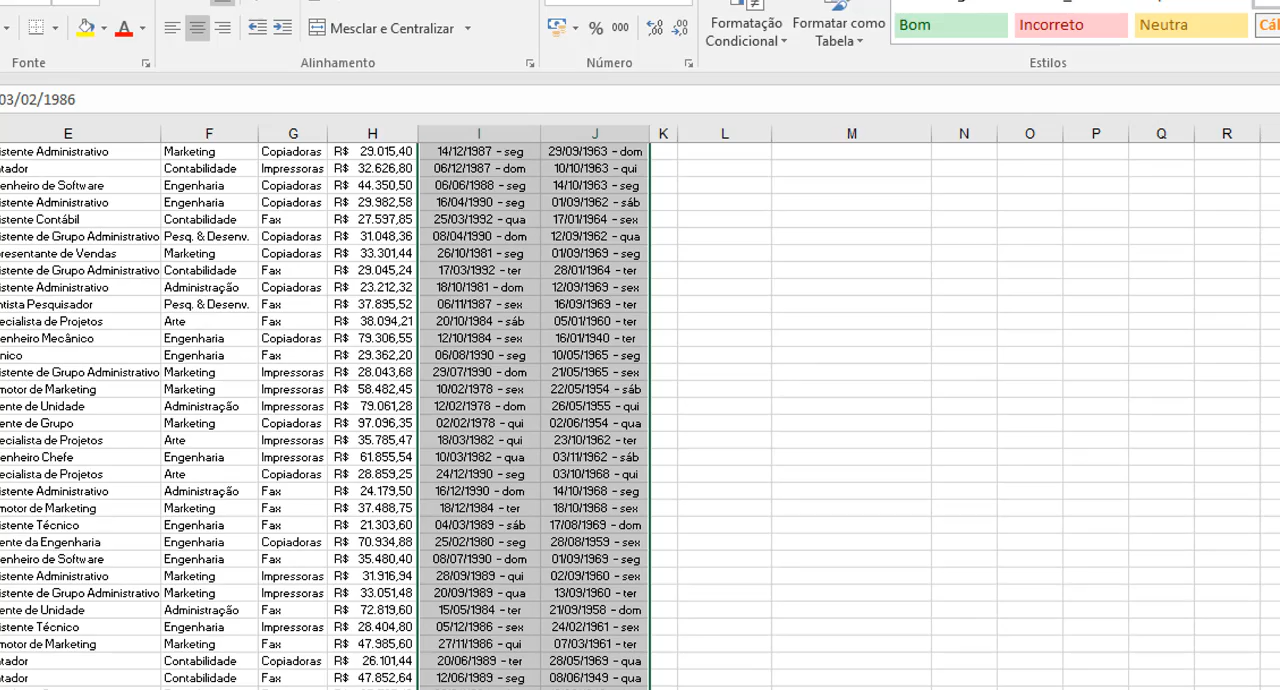 Mesclar e Centralizar
% 000
Formatação Condicional
Formatar como Tabela
Bom Incorreto Neutra
Fonte Alinhamento Número Estilos
03/02/1986
E F G H I J K L M N O P Q R
istente Administrativo Marketing Copiadoras R$ 29.015,40 14/12/1987 - seg 29/09/1963 - dom
tador Contabilidade Impressoras R$ 32.626,80 06/12/1987 - dom 10/10/1963 - qui
enheiro de Software Engenharia Copiadoras R$ 44.350,50 06/06/1988 - seg 14/10/1963 - seg
istente Administrativo Engenharia Copiadoras R$ 29.982,58 16/04/1990 - seg 01/09/1962 - sáb
istente Contábil Contabilidade Fax R$ 27.597,85 25/03/1992 - qua 17/01/1964 - sex
istente de Grupo Administrativo Pesq. & Desenv. Copiadoras R$ 31.048,36 08/04/1990 - dom 12/09/1962 - qua
presentante de Vendas Marketing Copiadoras R$ 33.301,44 26/10/1981 - seg 01/09/1969 - seg
istente de Grupo Administrativo Contabilidade Fax R$ 29.045,24 17/03/1992 - ter 28/01/1964 - ter
istente Administrativo Administração Copiadoras R$ 23.212,32 18/10/1981 - dom 12/09/1969 - sex
ntista Pesquisador Pesq. & Desenv. Fax R$ 37.895,52 06/11/1987 - sex 16/09/1969 - ter
ecialista de Projetos Arte Fax R$ 38.094,21 20/10/1984 - sáb 05/01/1960 - ter
enheiro Mecânico Engenharia Copiadoras R$ 79.306,55 12/10/1984 - sex 16/01/1940 - ter
nico Engenharia Fax R$ 29.362,20 06/08/1990 - seg 10/05/1965 - seg
istente de Grupo Administrativo Marketing Impressoras R$ 28.043,68 29/07/1990 - dom 21/05/1965 - sex
motor de Marketing Marketing Impressoras R$ 58.482,45 10/02/1978 - sex 22/05/1954 - sáb
ente de Unidade Administração Impressoras R$ 79.061,28 12/02/1978 - dom 26/05/1955 - qui
ente de Grupo Marketing Copiadoras R$ 97.096,35 02/02/1978 - qui 02/06/1954 - qua
ecialista de Projetos Arte Impressoras R$ 35.785,47 18/03/1982 - qui 23/10/1962 - ter
enheiro Chefe Engenharia Impressoras R$ 61.855,54 10/03/1982 - qua 03/11/1962 - sáb
ecialista de Projetos Arte Copiadoras R$ 28.859,25 24/12/1990 - seg 03/10/1968 - qui
istente Administrativo Administração Fax R$ 24.179,50 16/12/1990 - dom 14/10/1968 - seg
motor de Marketing Marketing Fax R$ 37.488,75 18/12/1984 - ter 18/10/1968 - sex
istente Técnico Engenharia Fax R$ 21.303,60 04/03/1989 - sáb 17/08/1969 - dom
ente da Engenharia Engenharia Copiadoras R$ 70.934,88 25/02/1980 - seg 28/08/1959 - sex
enheiro de Software Engenharia Fax R$ 35.480,40 08/07/1990 - dom 01/09/1969 - seg
istente Administrativo Marketing Impressoras R$ 31.916,94 28/09/1989 - qui 02/09/1960 - sex
istente de Grupo Administrativo Marketing Impressoras R$ 33.051,48 20/09/1989 - qua 13/09/1960 - ter
ente de Unidade Administração Fax R$ 72.819,60 15/05/1984 - ter 21/09/1958 - dom
istente Técnico Engenharia Impressoras R$ 28.404,80 05/12/1986 - sex 24/02/1961 - sex
motor de Marketing Marketing Fax R$ 47.985,60 27/11/1986 - qui 07/03/1961 - ter
tador Contabilidade Copiadoras R$ 26.101,44 20/06/1989 - ter 28/05/1969 - qua
tador Contabilidade Fax R$ 47.852,64 12/06/1989 - seg 08/06/1949 - qua